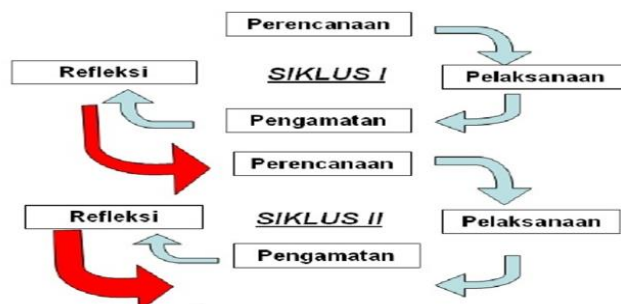 Perencanaan
Refleksi
SIKLUS I
Pelaksanaan
Pengamatan
Perencanaan
Refleksi
SIKLUS II
Pelaksanaan
Pengamatan